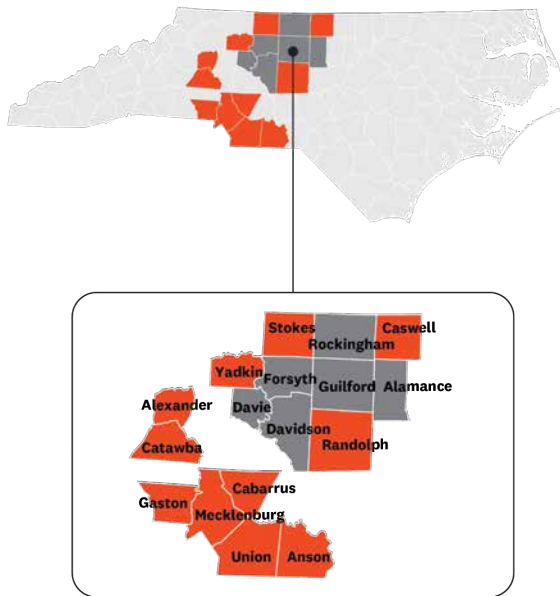 Stokes
Caswell
Rockingham
Yadkin
Forsyth
Guilford
Alamance
Alexander
Davie
Davidson
Randolph
Catawba
Cabarrus
Gaston
Mecklenburg
Union
Anson